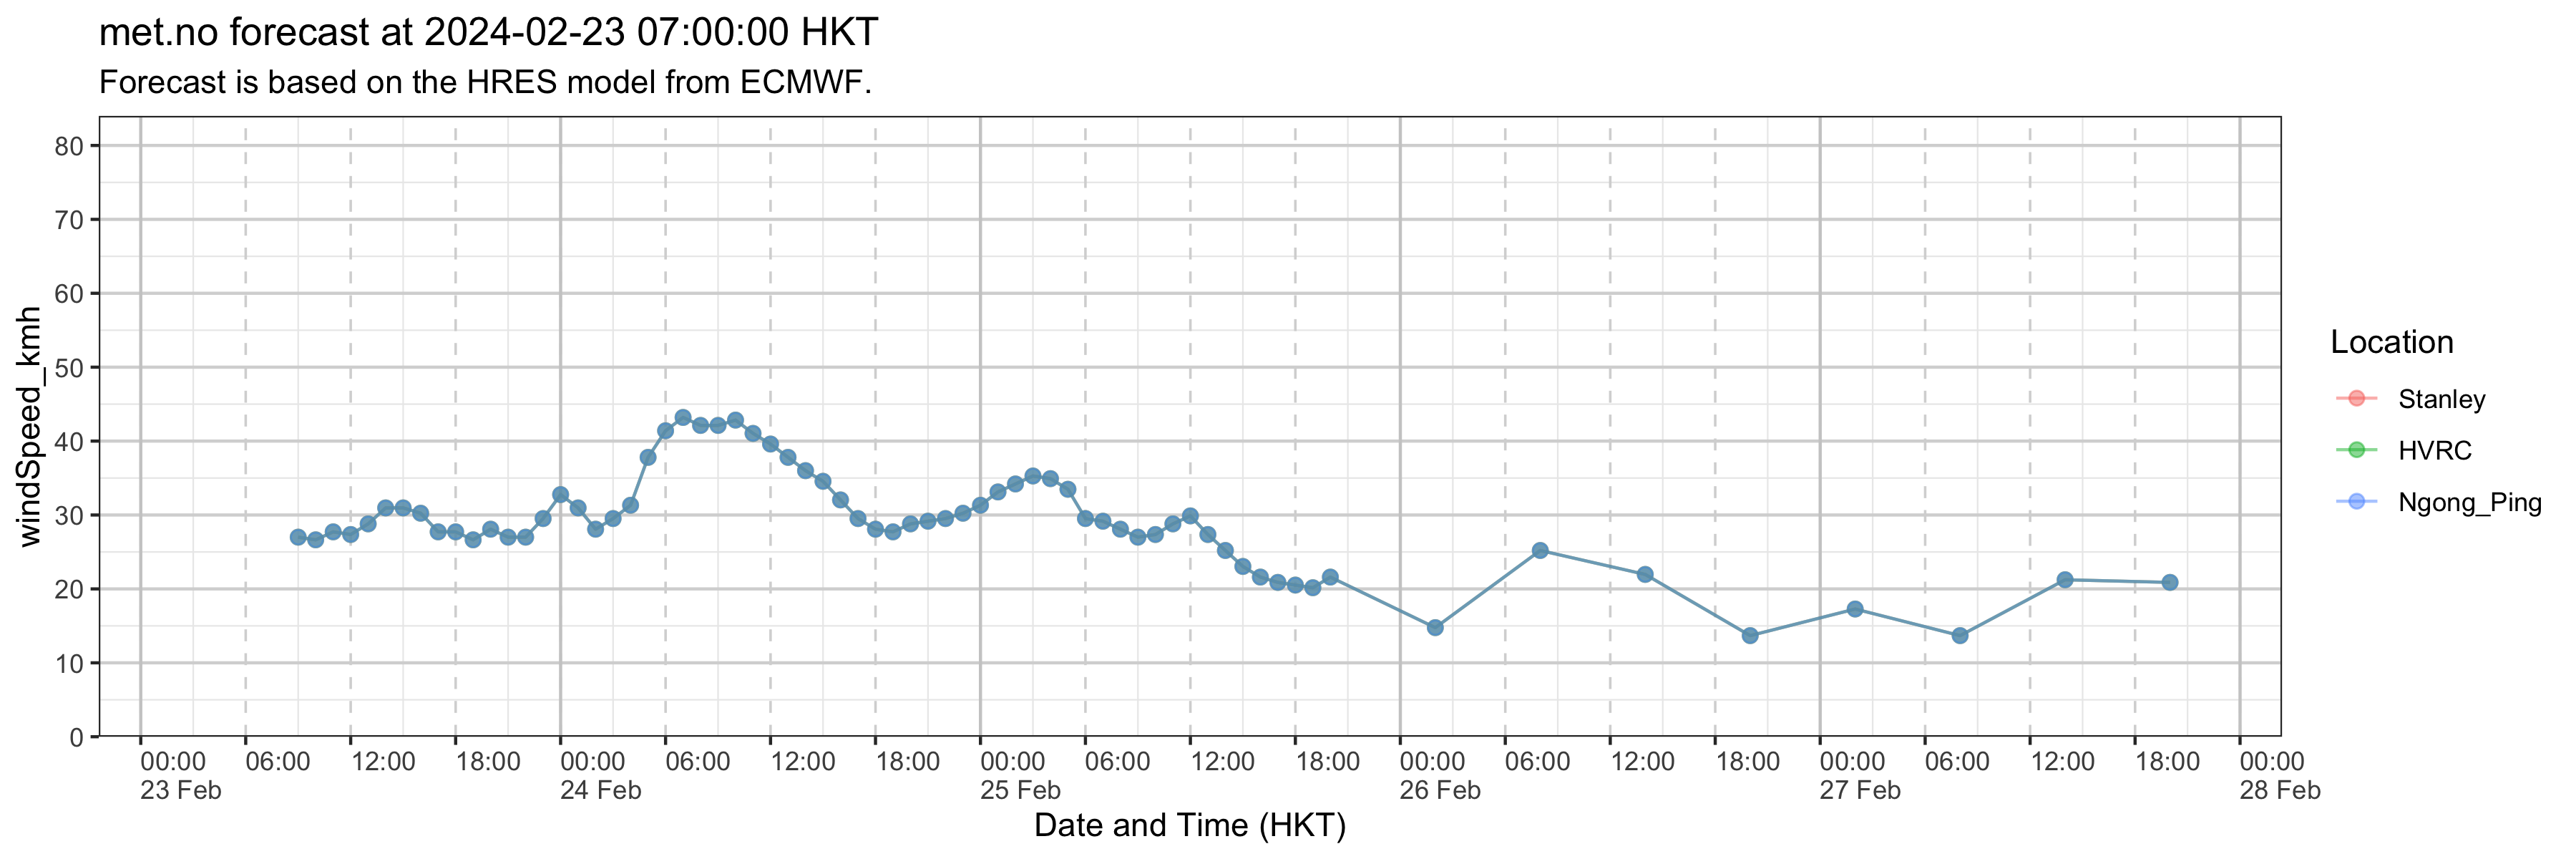 met.no forecast at 2024-02-23 07:00:00 HKT
Forecast is based on the HRES model from ECMWF.
80
70
60
50
40
30
20
10
0
windSpeed_kmh
00:00 06:00 12:00 18:00 00:00 06:00 12:00 18:00 00:00 06:00 12:00 18:00 00:00 06:00 12:00 18:00 00:00 06:00 12:00 18:00 00:00
23 Feb 24 Feb 25 Feb 26 Feb 27 Feb 28 Feb
Date and Time (HKT)
Location
Stanley
HVRC
Ngong_Ping